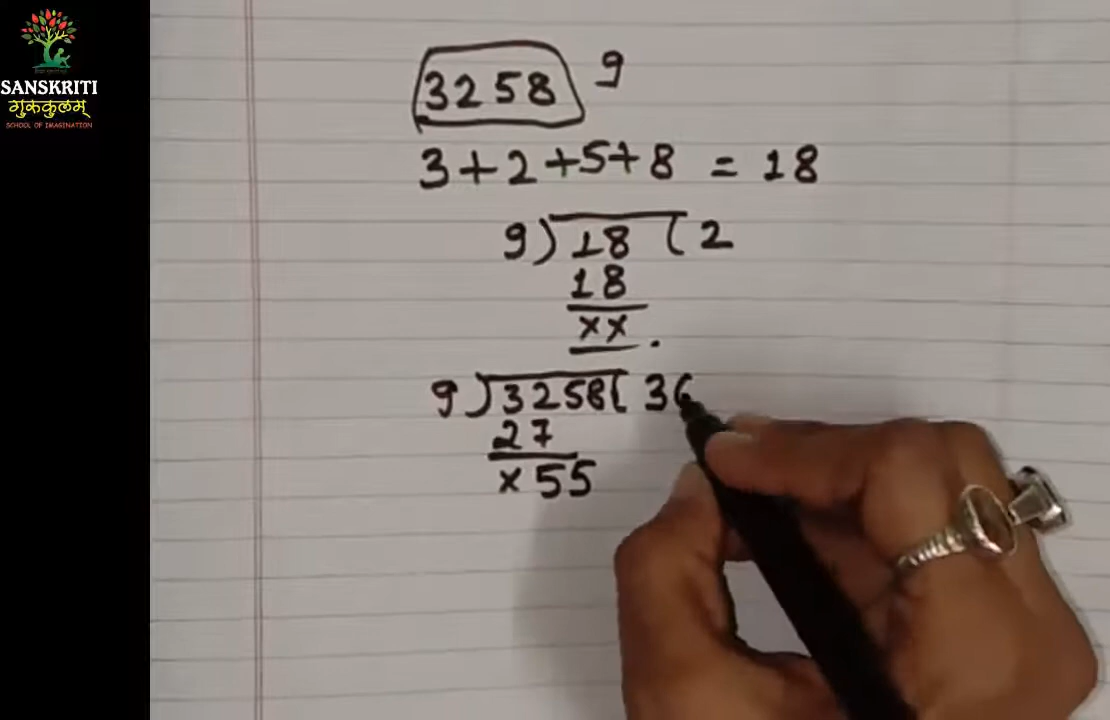 SANSKRITI
गुरुकुलम्
SCHOOL OF IMAGINATION
3258 9
3+2+5+8 = 18
9) 18 (2
18
xx .
9) 3258( 36
27
x55